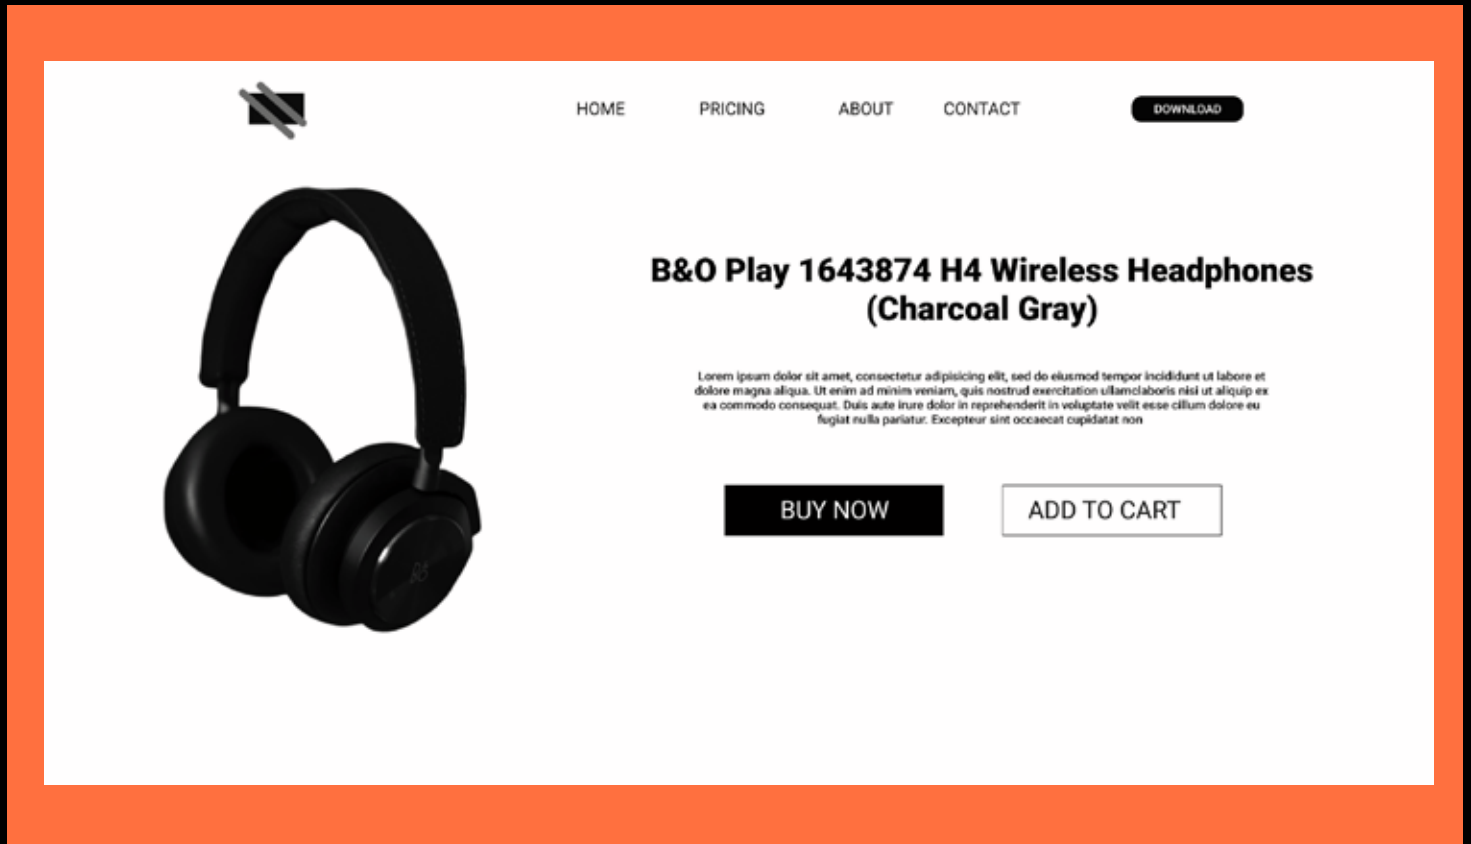 HOME PRICING ABOUT CONTACT DOWNLOAD
B&O Play 1643874 H4 Wireless Headphones
(Charcoal Gray)
Lorem ipsum dolor sit amet, consectetur adipisicing elit, sed do eiusmod tempor incididunt ut labore et
dolore magna aliqua. Ut enim ad minim veniam, quis nostrud exercitation ullamclaboris nisi ut aliquip ex
ea commodo consequat. Duis aute irure dolor in reprehenderit in voluptate velit esse cillum dolore eu
fugiat nulla pariatur. Excepteur sint occaecat cupidatat non
BUY NOW ADD TO CART
B&O